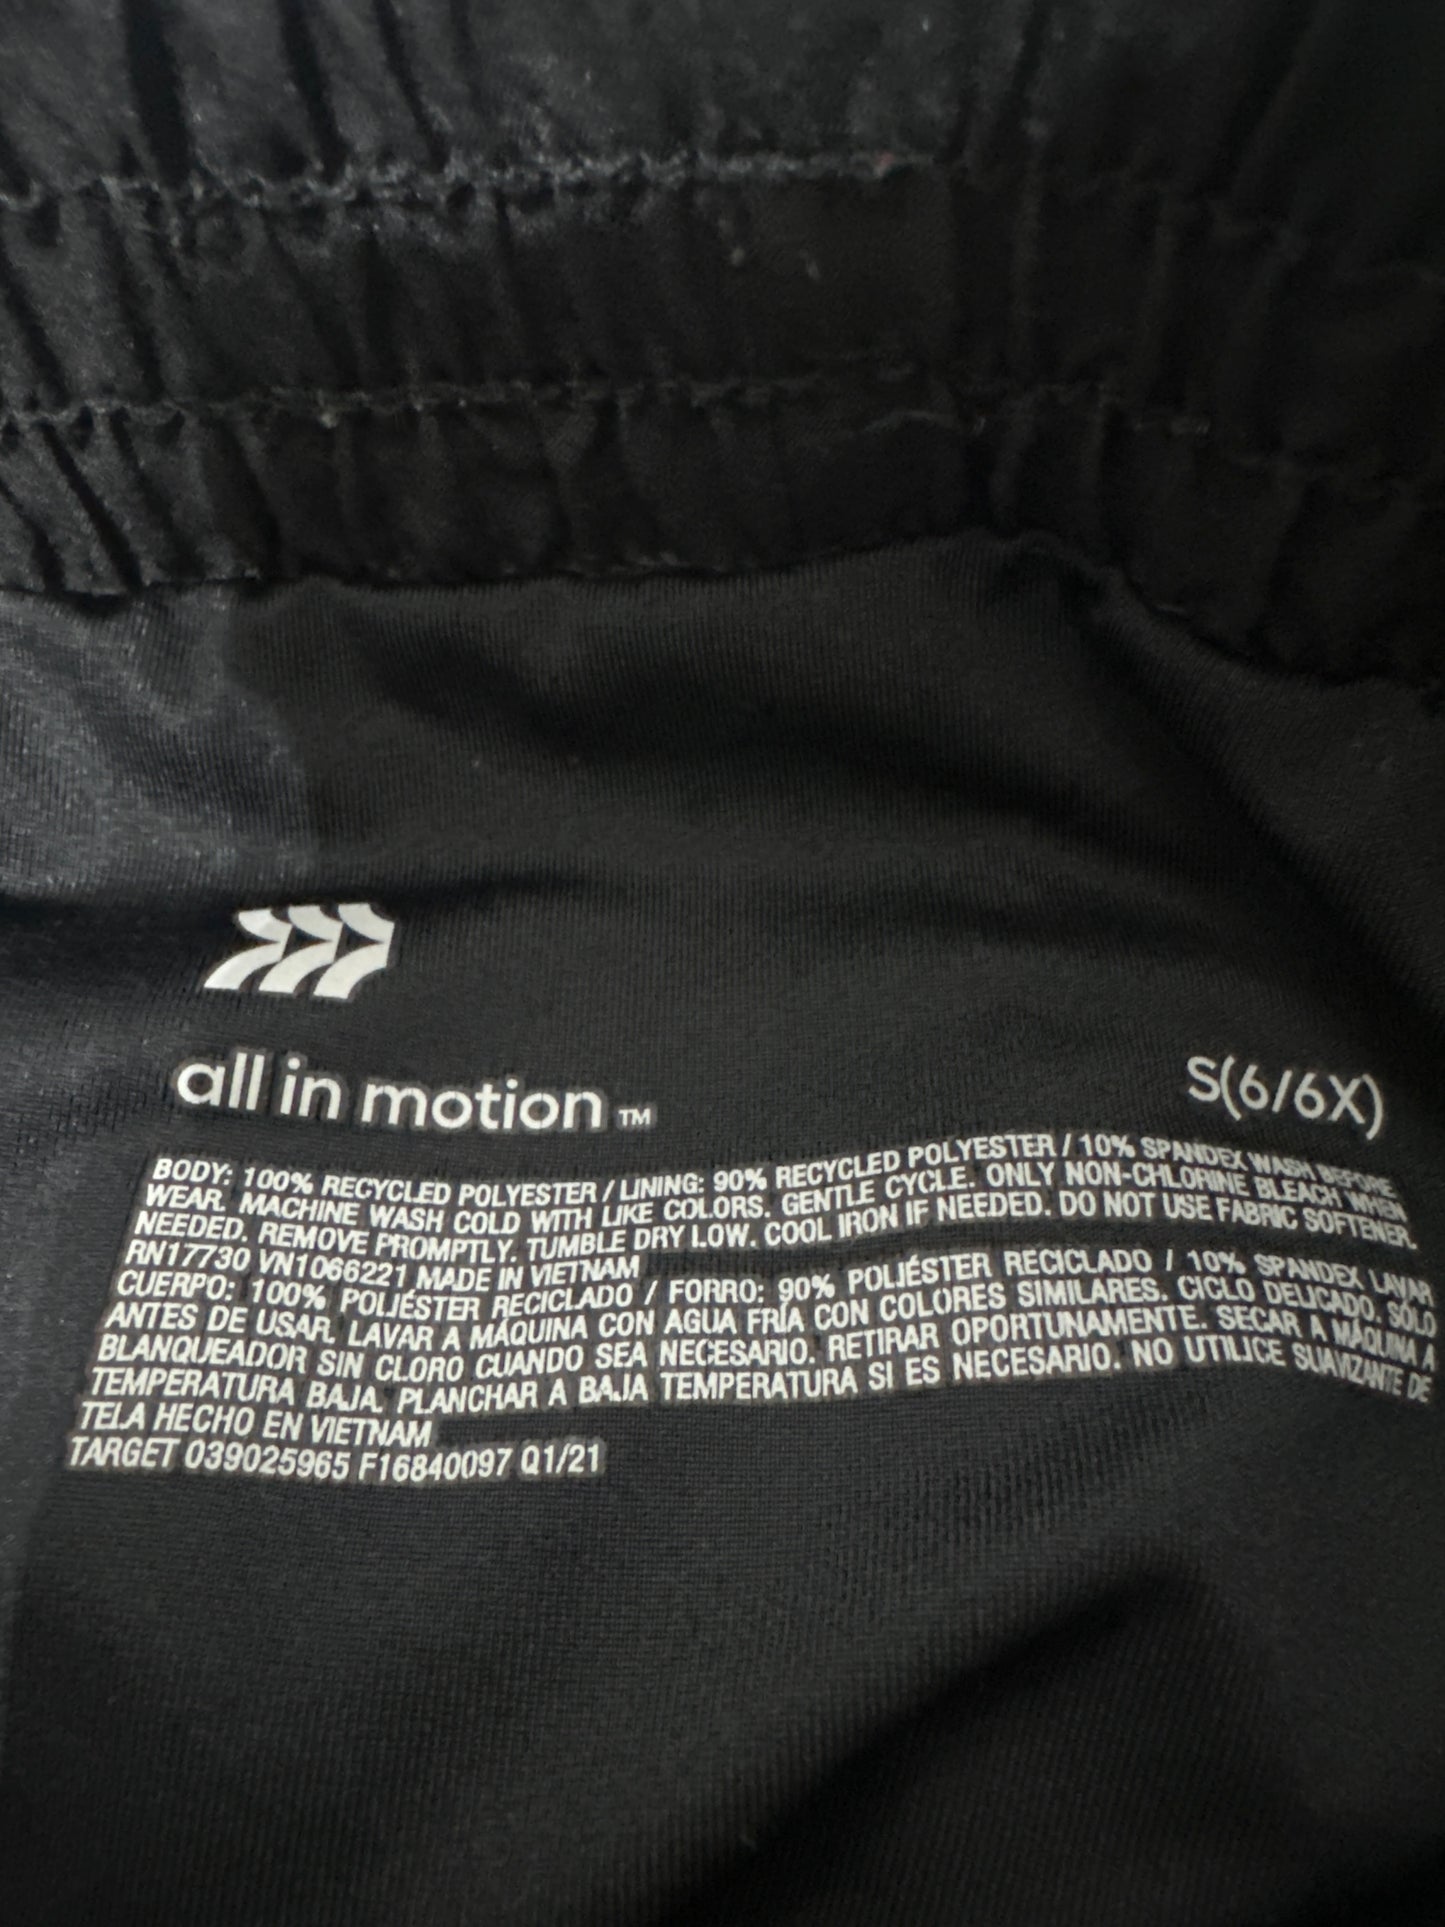 all in motion ™
S(6/6X)
BODY: 100% RECYCLED POLYESTER / LINING: 90% RECYCLED POLYESTER / 10% SPANDEX WASH BEFORE
WEAR. MACHINE WASH COLD WITH LIKE COLORS. GENTLE CYCLE. ONLY NON-CHLORINE BLEACH WHEN
NEEDED. REMOVE PROMPTLY. TUMBLE DRY LOW. COOL IRON IF NEEDED. DO NOT USE FABRIC SOFTENER.
RN17730 VN1066221 MADE IN VIETNAM
CUERPO: 100% POLIÉSTER RECICLADO / FORRO: 90% POLIÉSTER RECICLADO / 10% SPANDEX LAVAR
ANTES DE USAR. LAVAR A MÁQUINA CON AGUA FRÍA CON COLORES SIMILARES. CICLO DELICADO. SÓLO
BLANQUEADOR SIN CLORO CUANDO SEA NECESARIO. RETIRAR OPORTUNAMENTE. SECAR A MÁQUINA A
TEMPERATURA BAJA. PLANCHAR A BAJA TEMPERATURA SI ES NECESARIO. NO UTILICE SUAVIZANTE DE
TELA HECHO EN VIETNAM
TARGET 039025965 F16840097 Q1/21